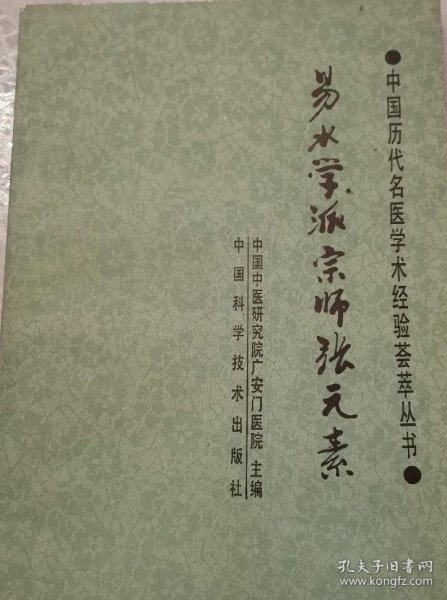 ●中国历代名医学术经验荟萃丛书●
易水学派宗师张元素
中国中医研究院广安门医院 主编
中国科学技术出版社
孔夫子旧书网
www.kongfz.com